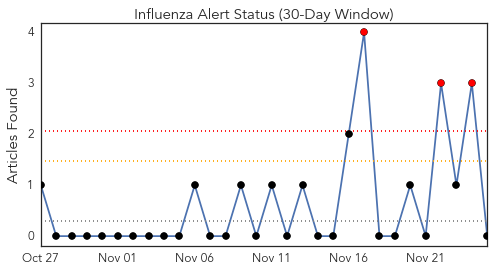 Influenza Alert Status (30-Day Window)
Articles Found
4
3
2
1
0
Oct 27 Nov 01 Nov 06 Nov 11 Nov 16 Nov 21